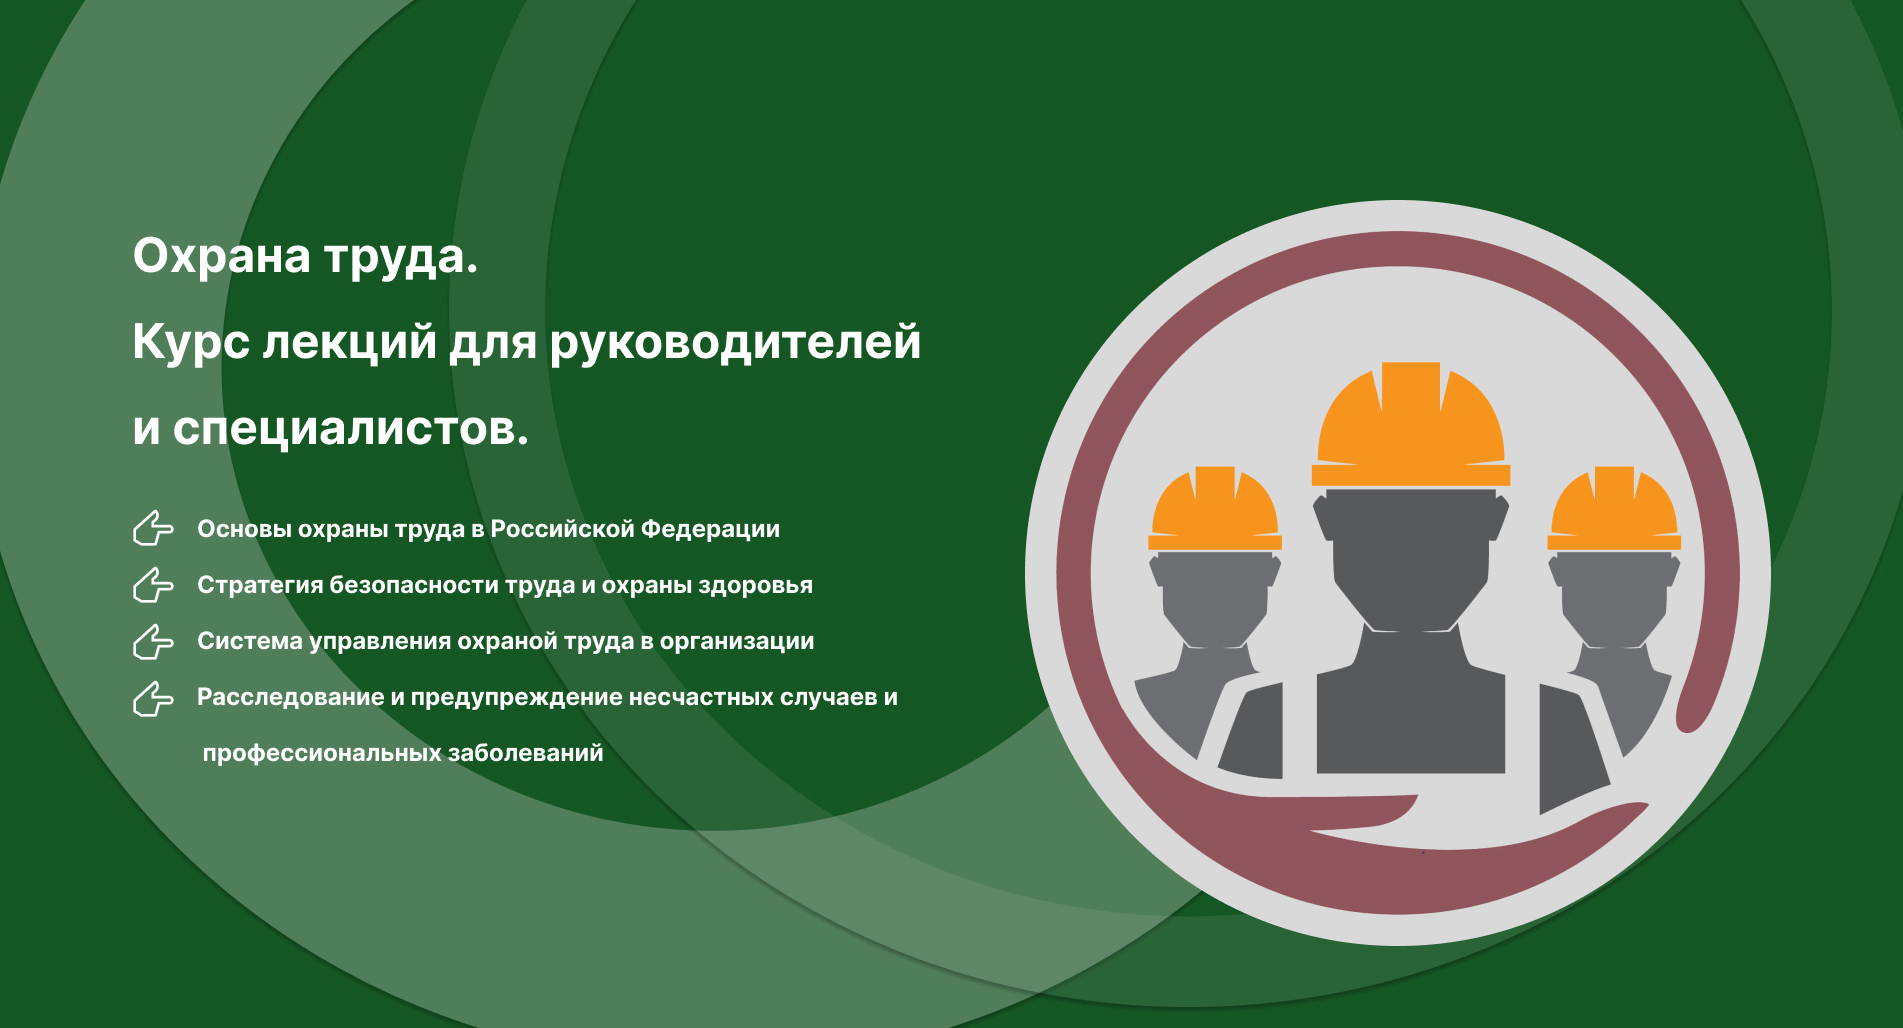 Охрана труда.
Курс лекций для руководителей
и специалистов.
Основы охраны труда в Российской Федерации
Стратегия безопасности труда и охраны здоровья
Система управления охраной труда в организации
Расследование и предупреждение несчастных случаев и
профессиональных заболеваний